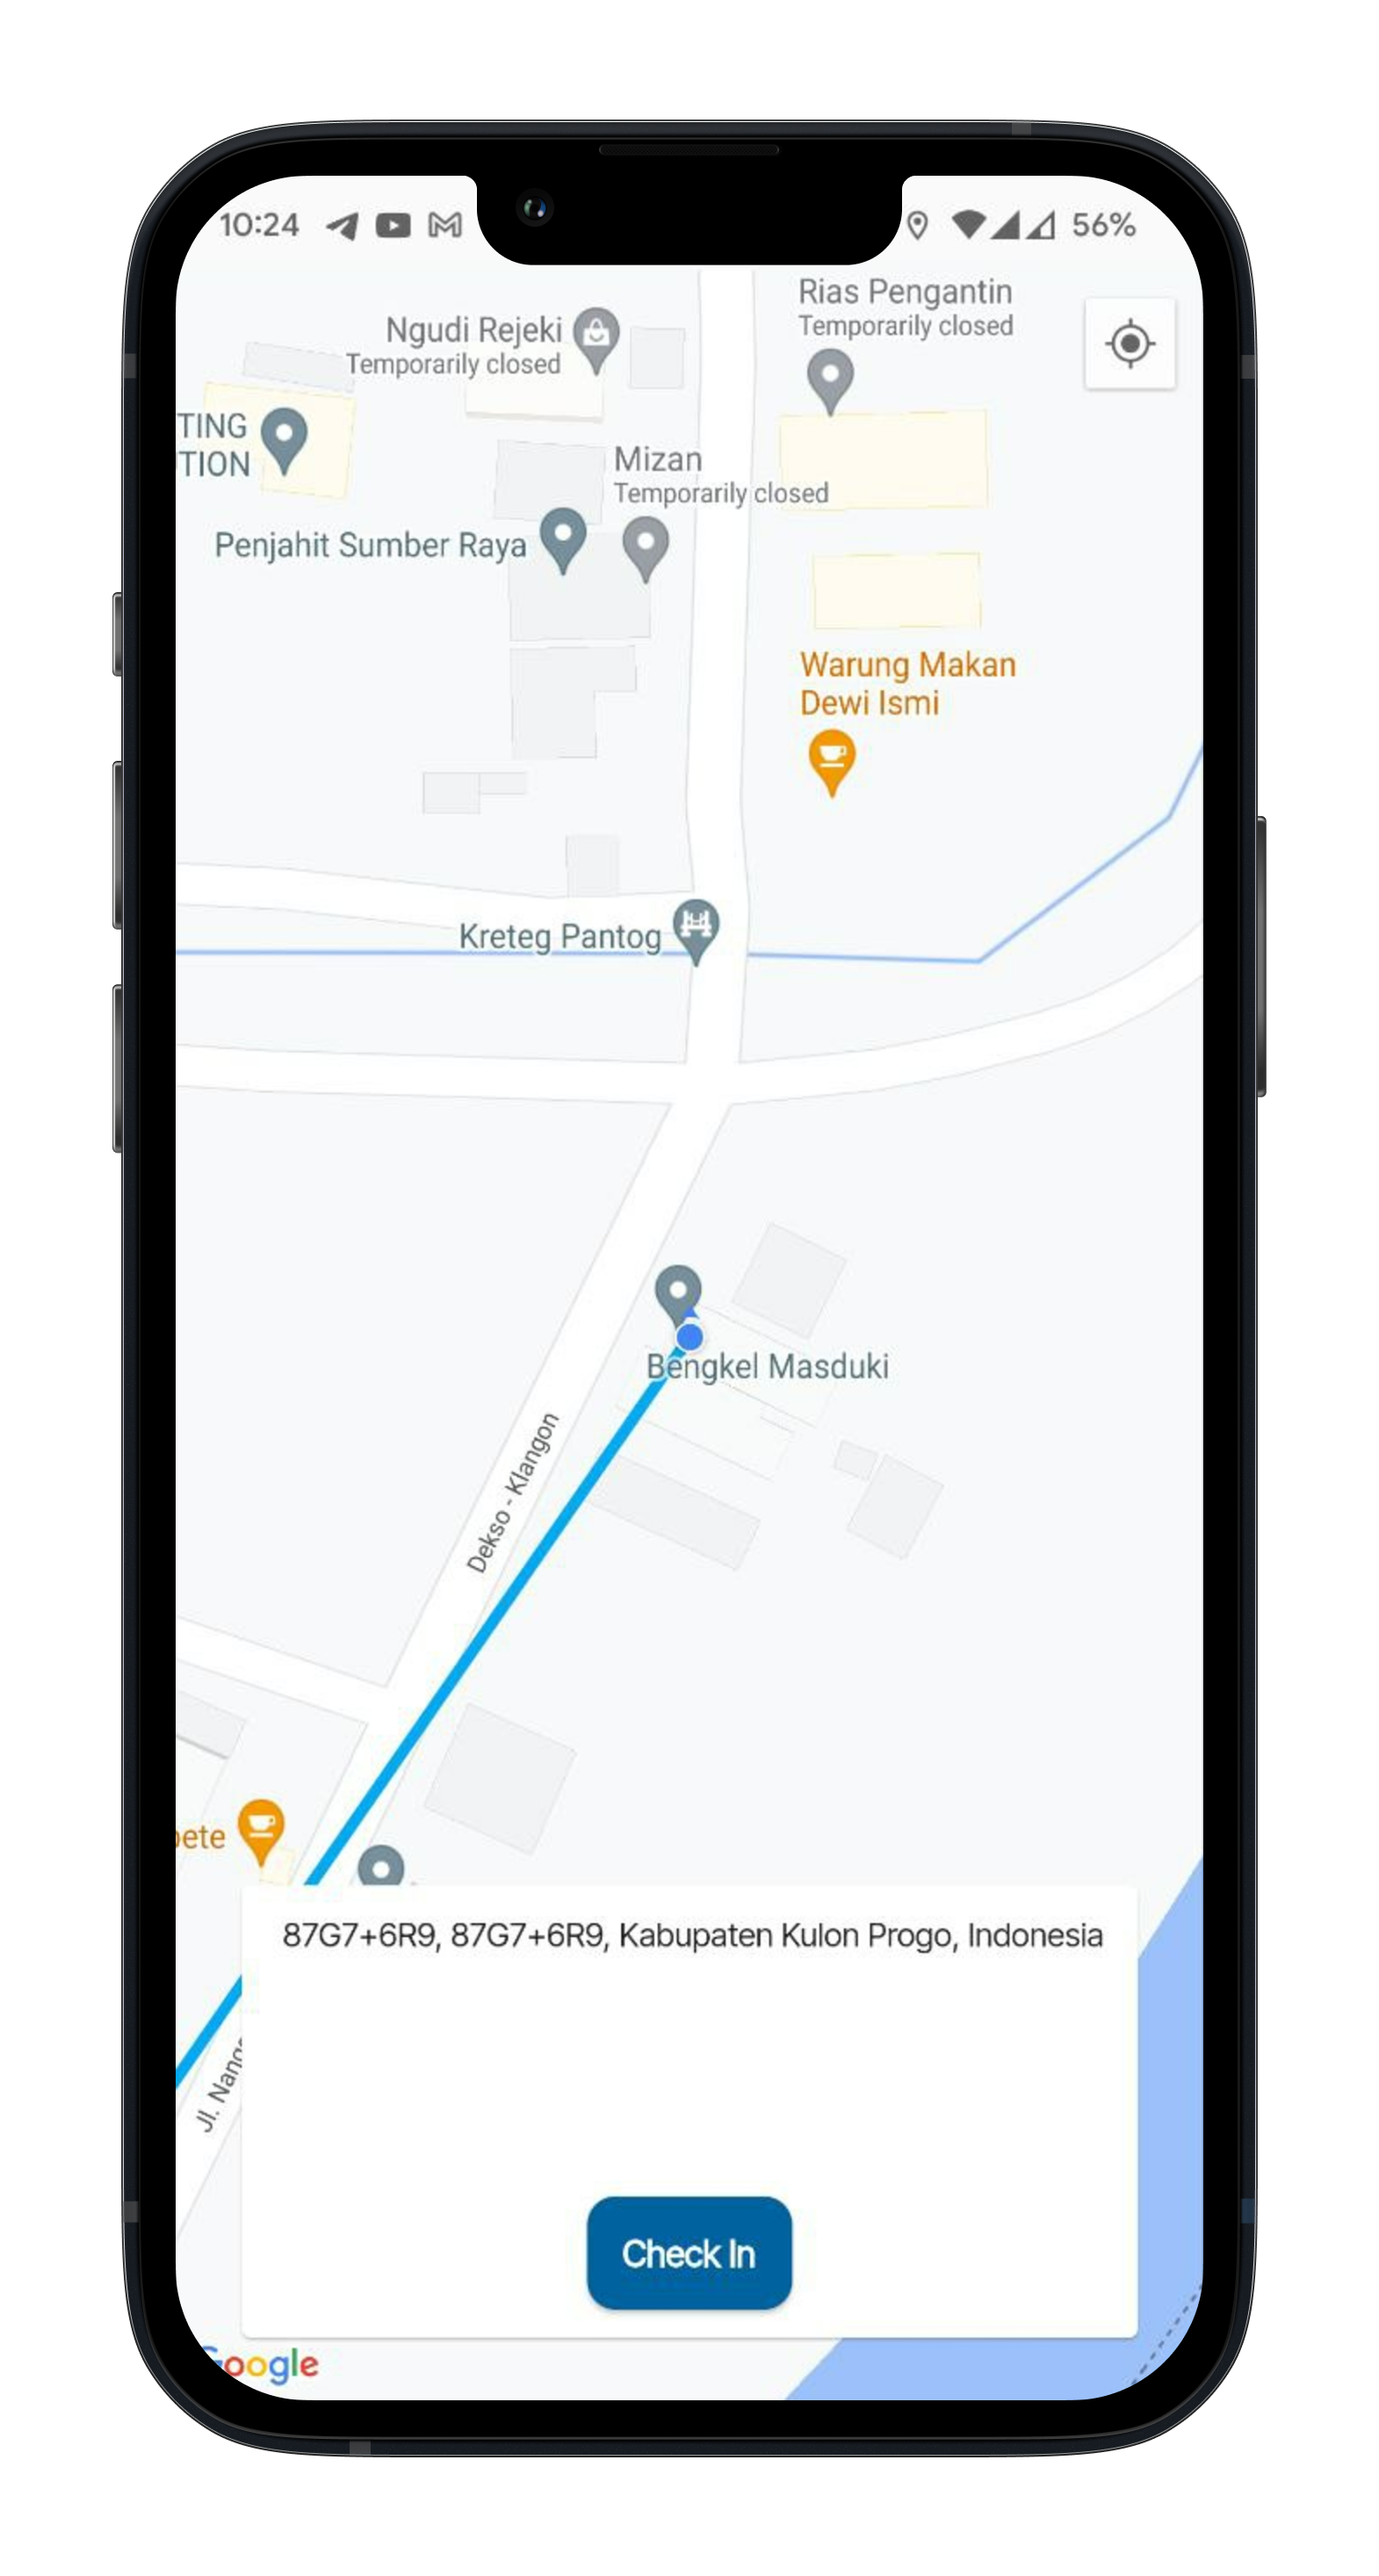 10:24
56%
Rias Pengantin
Temporarily closed
Ngudi Rejeki
Temporarily closed
TING
TION
Mizan
Temporarily closed
Penjahit Sumber Raya
Warung Makan
Dewi Ismi
Kreteg Pantog
Bengkel Masduki
Dekso - Klangon
pete
87G7+6R9, 87G7+6R9, Kabupaten Kulon Progo, Indonesia
Jl. Nang
Check In
Google